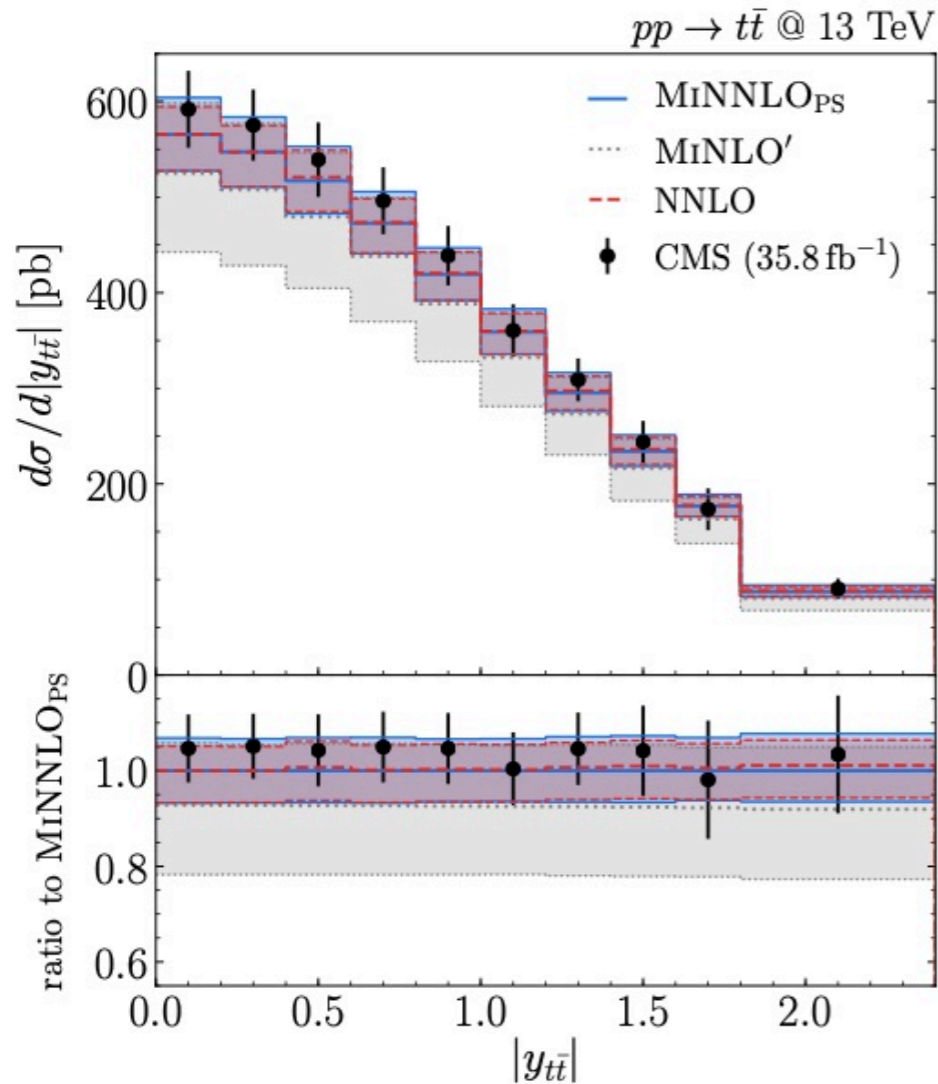 pp → tt̄ @ 13 TeV
MiNNLO_PS
MiNLO′
NNLO
CMS (35.8 fb⁻¹)
dσ/d|y_tt̄| [pb]
600
400
200
0
ratio to MiNNLO_PS
1.0
0.8
0.6
0.0 0.5 1.0 1.5 2.0
|y_tt̄|